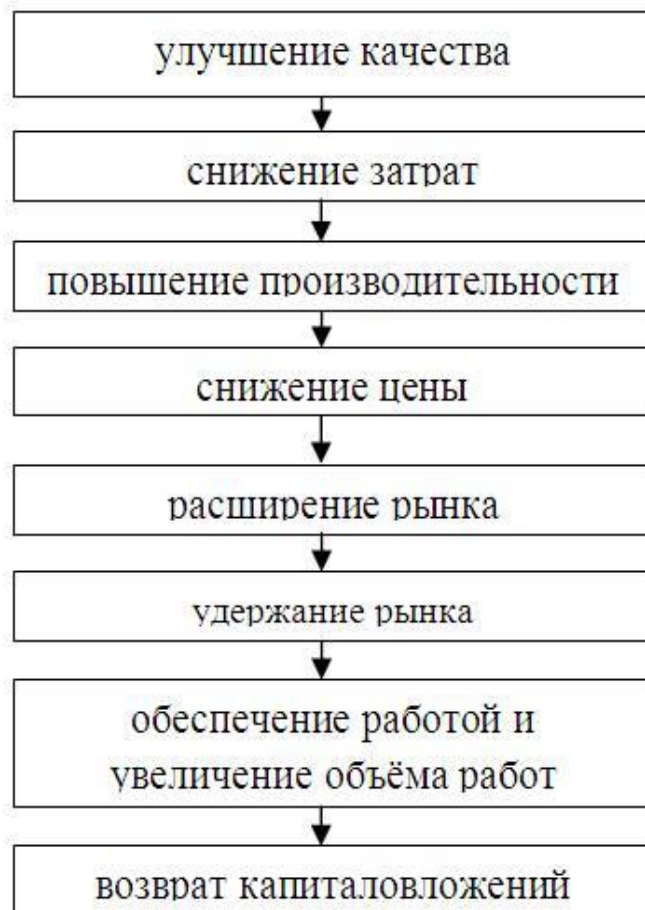 улучшение качества
снижение затрат
повышение производительности
снижение цены
расширение рынка
удержание рынка
обеспечение работой и
увеличение объёма работ
возврат капиталовложений